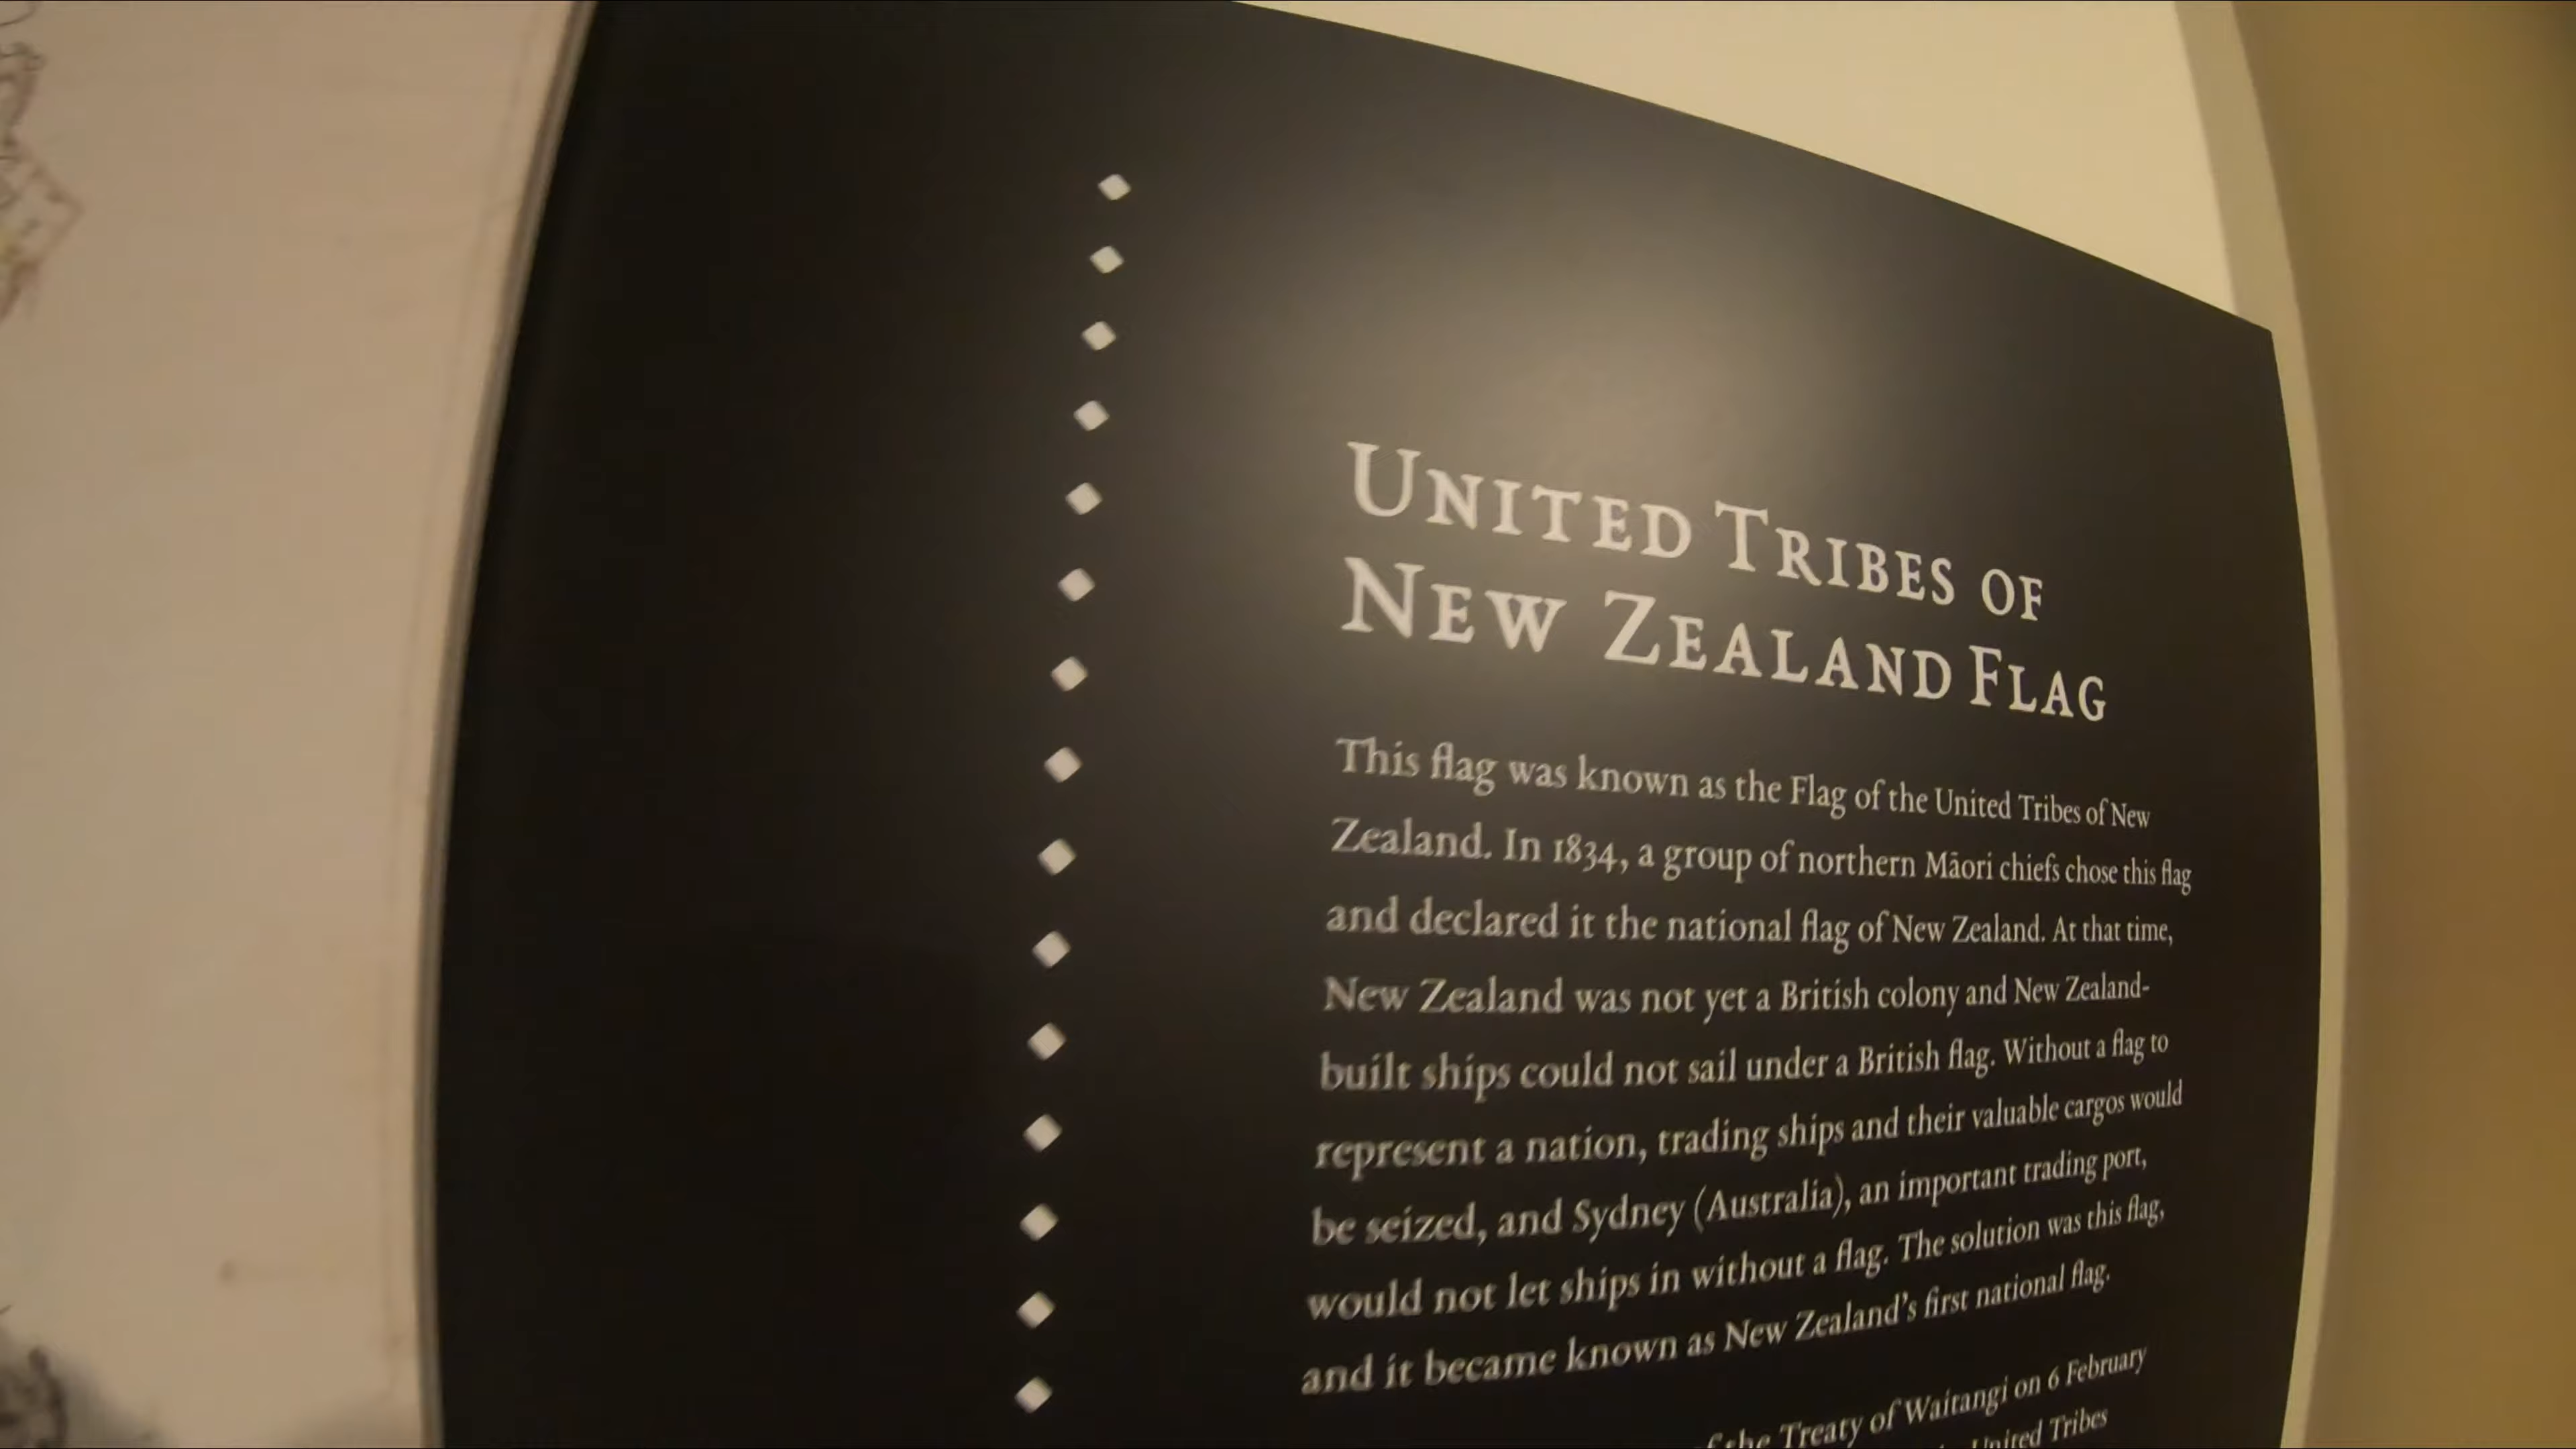 UNITED TRIBES OF
NEW ZEALAND FLAG
This flag was known as the Flag of the United Tribes of New
Zealand. In 1834, a group of northern Māori chiefs chose this flag
and declared it the national flag of New Zealand. At that time,
New Zealand was not yet a British colony and New Zealand-
built ships could not sail under a British flag. Without a flag to
represent a nation, trading ships and their valuable cargos would
be seized, and Sydney (Australia), an important trading port,
would not let ships in without a flag. The solution was this flag,
and it became known as New Zealand's first national flag.
the Treaty of Waitangi on 6 February
United Tribes